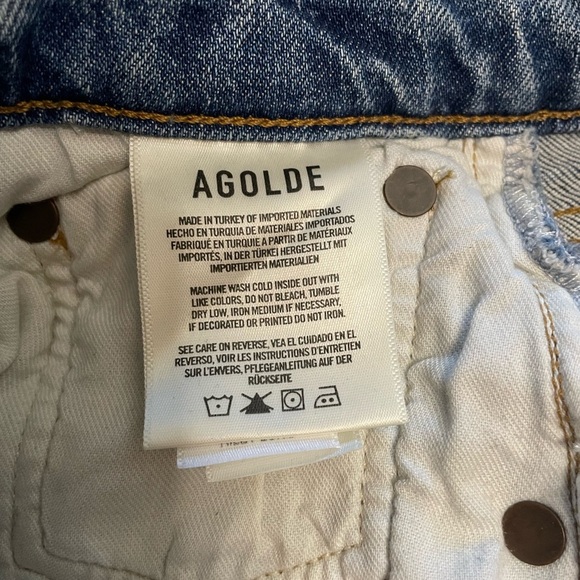 AGOLDE
MADE IN TURKEY OF IMPORTED MATERIALS
HECHO EN TURQUIA DE MATERIALES IMPORTADOS
FABRIQUÉ EN TURQUIE A PARTIR DE MATÉRIAUX
IMPORTÉS, IN DER TÜRKEI HERGESTELLT MIT
IMPORTIERTEN MATERIALIEN
MACHINE WASH COLD INSIDE OUT WITH
LIKE COLORS, DO NOT BLEACH, TUMBLE
DRY LOW, IRON MEDIUM IF NECESSARY,
IF DECORATED OR PRINTED DO NOT IRON.
SEE CARE ON REVERSE, VEA EL CUIDADO EN EL
REVERSO, VOIR LES INSTRUCTIONS D'ENTRETIEN
SUR L'ENVERS, PFLEGEANLEITUNG AUF DER
RÜCKSEITE